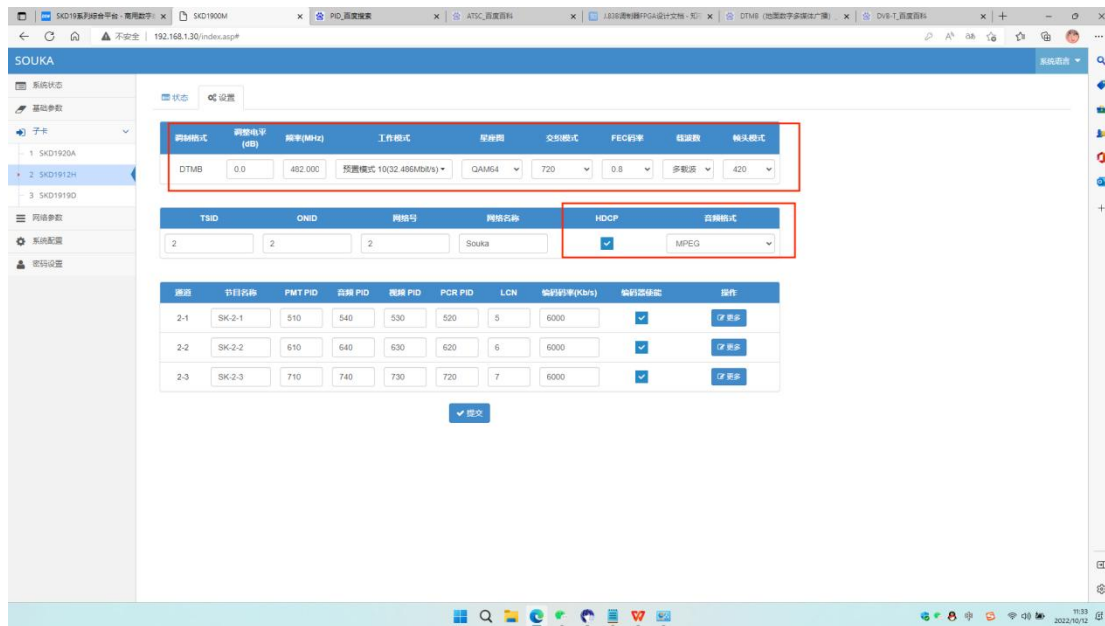 SKD19系列综合平台 - 商用数字
SKD1900M
PID_百度搜索
ATSC_百度百科
DTMB (地面数字多媒体广播)
DVB-T_百度百科
不安全 | 192.168.1.30/index.asp#
SOUKA
系统语言
系统状态
基础参数
子卡
1 SKD1920A
2 SKD1912H
3 SKD1919D
网络参数
系统配置
密码设置
状态 设置
调制格式 调整电平(dB) 频率(MHz) 工作模式 星座图 交织模式 FEC码率 载波数 帧头模式
DTMB 0.0 482.000 预置模式 10(32.486Mbit/s) QAM64 720 0.8 多载波 420
TSID ONID 网络号 网络名称 HDCP 音频格式
2 2 2 Souka MPEG
通道 节目名称 PMT PID 音频 PID 视频 PID PCR PID LCN 编码码率(Kb/s) 编码器使能 操作
2-1 SK-2-1 510 540 530 520 5 6000 更多
2-2 SK-2-2 610 640 630 620 6 6000 更多
2-3 SK-2-3 710 740 730 720 7 6000 更多
提交
中
11:33
2022/10/12